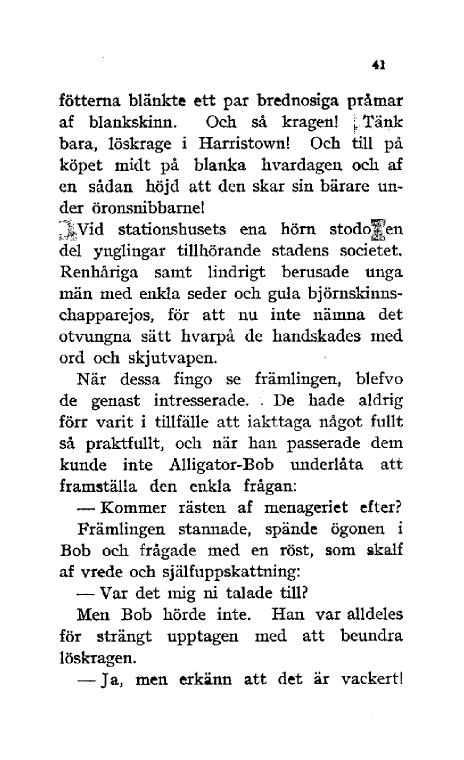 41
fötterna blänkte ett par brednosiga pråmar
af blankskinn. Och så kragen! Tänk
bara, löskrage i Harristown! Och till på
köpet midt på blanka hvardagen och af
en sådan höjd att den skar sin bärare un-
der öronsnibbarne!
Vid stationshusets ena hörn stodo en
del ynglingar tillhörande stadens societet.
Renhåriga samt lindrigt berusade unga
män med enkla seder och gula björnskinns-
chapparejos, för att nu inte nämna det
otvungna sätt hvarpå de handskades med
ord och skjutvapen.
När dessa fingo se främlingen, blefvo
de genast intresserade. . De hade aldrig
förr varit i tillfälle att iakttaga något fullt
så praktfullt, och när han passerade dem
kunde inte Alligator-Bob underlåta att
framställa den enkla frågan:
— Kommer rästen af menageriet efter?
Främlingen stannade, spände ögonen i
Bob och frågade med en röst, som skalf
af vrede och själfuppskattning:
— Var det mig ni talade till?
Men Bob hörde inte. Han var alldeles
för strängt upptagen med att beundra
löskragen.
— Ja, men erkänn att det är vackert!